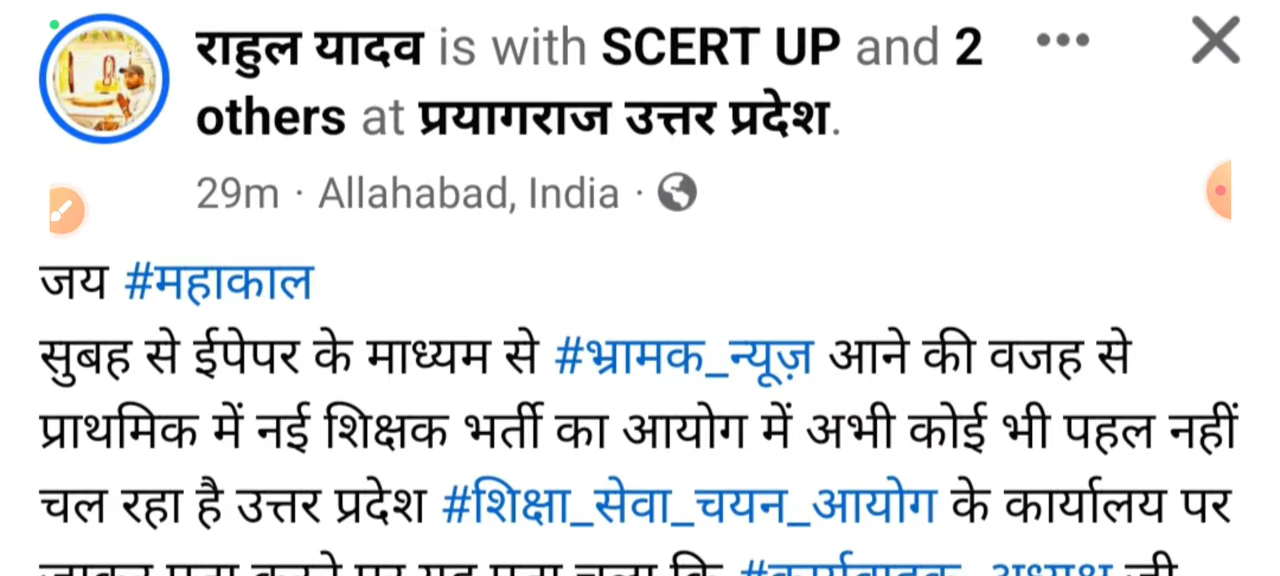 राहुल यादव is with SCERT UP and 2
others at प्रयागराज उत्तर प्रदेश.
29m · Allahabad, India ·
जय #महाकाल
सुबह से ईपेपर के माध्यम से #भ्रामक_न्यूज़ आने की वजह से
प्राथमिक में नई शिक्षक भर्ती का आयोग में अभी कोई भी पहल नहीं
चल रहा है उत्तर प्रदेश #शिक्षा_सेवा_चयन_आयोग के कार्यालय पर